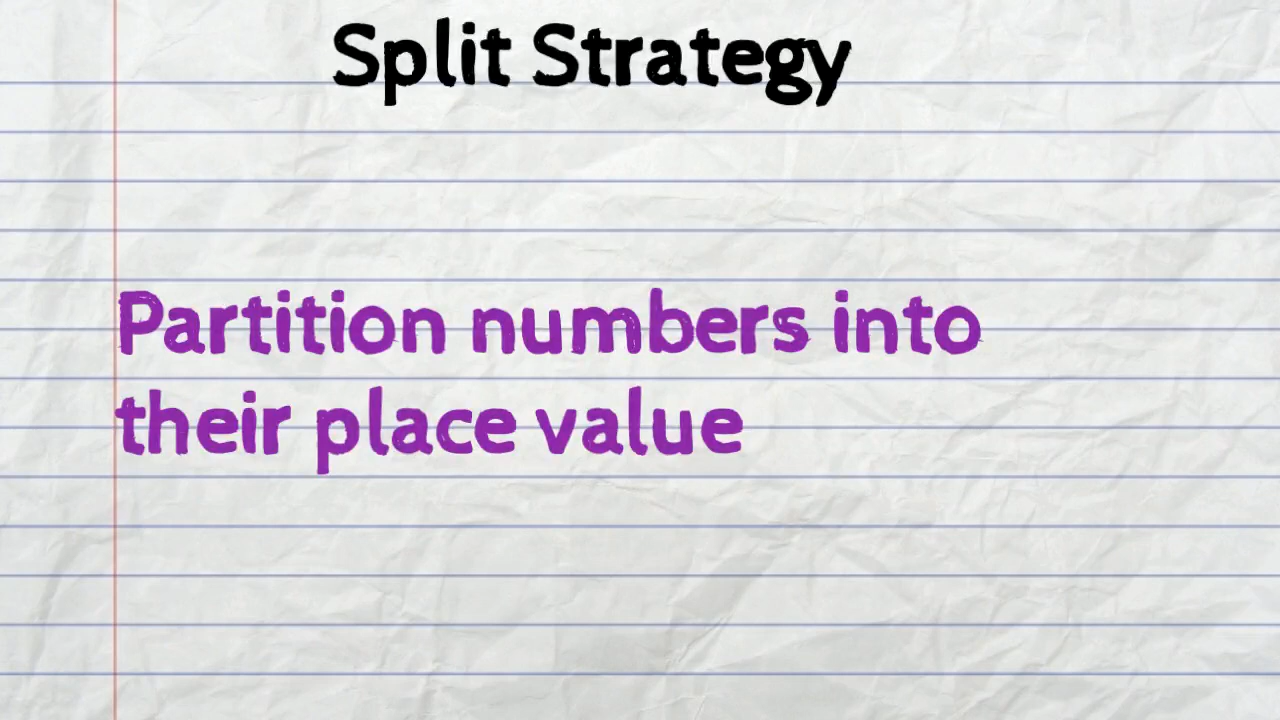 Split Strategy
Partition numbers into
their place value